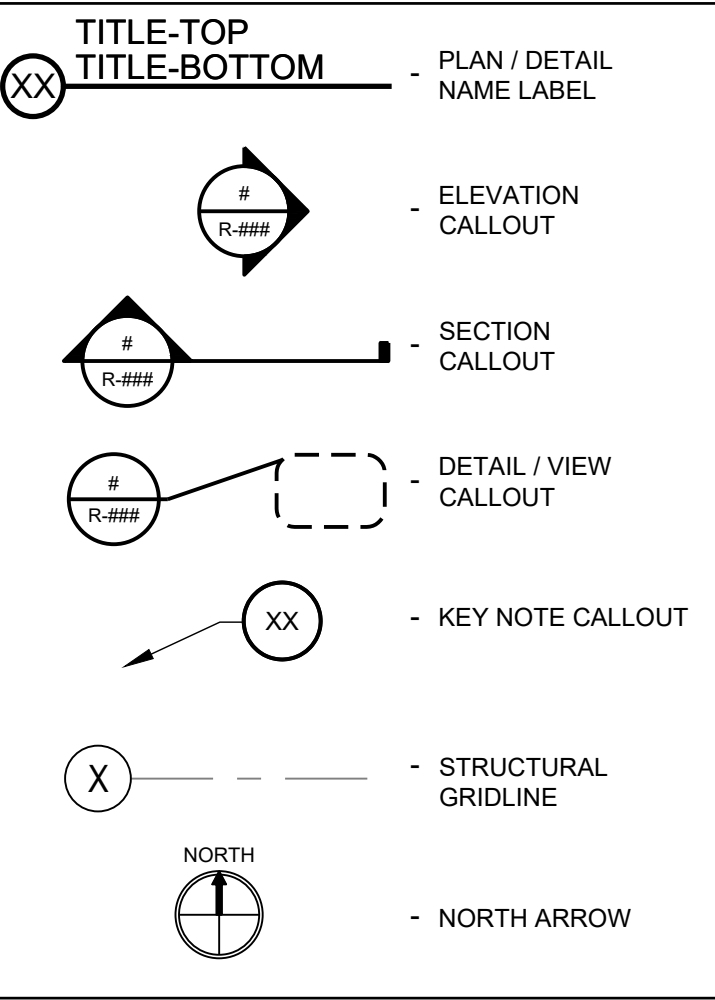 TITLE-TOP
TITLE-BOTTOM
XX
- PLAN / DETAIL
NAME LABEL
#
R-###
- ELEVATION
CALLOUT
#
R-###
- SECTION
CALLOUT
#
R-###
- DETAIL / VIEW
CALLOUT
XX
- KEY NOTE CALLOUT
X
- STRUCTURAL
GRIDLINE
NORTH
- NORTH ARROW